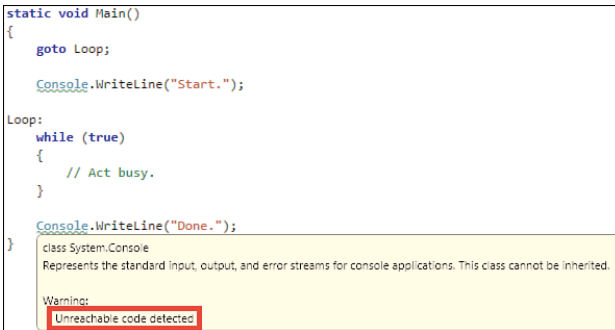 static void Main()
{
goto Loop;
Console.WriteLine("Start.");
Loop:
while (true)
{
// Act busy.
}
Console.WriteLine("Done.");
}
class System.Console
Represents the standard input, output, and error streams for console applications. This class cannot be inherited.
Warning:
Unreachable code detected